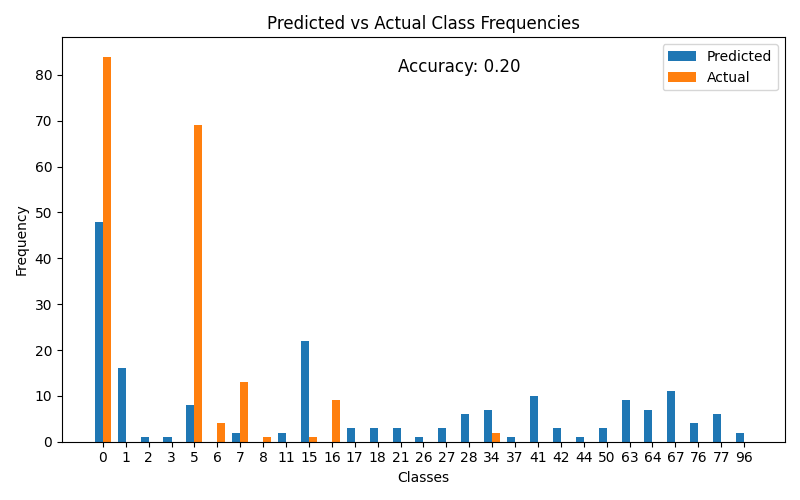 Predicted vs Actual Class Frequencies
Accuracy: 0.20
Predicted
Actual
Frequency
80
70
60
50
40
30
20
10
0
0 1 2 3 5 6 7 8 11 15 16 17 18 21 26 27 28 34 37 41 42 44 50 63 64 67 76 77 96
Classes